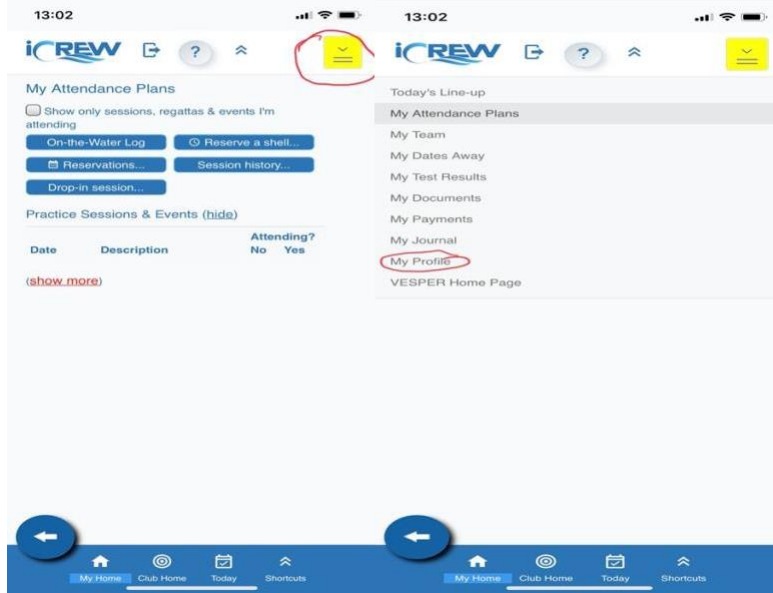 13:02
iCREW ?
My Attendance Plans
Show only sessions, regattas & events I'm
attending
On-the-Water Log
Reserve a shell...
Reservations...
Session history...
Drop-in session...
Practice Sessions & Events (hide)
Attending?
Date Description No Yes
(show more)
My Home Club Home Today Shortcuts
13:02
iCREW ?
Today's Line-up
My Attendance Plans
My Team
My Dates Away
My Test Results
My Documents
My Payments
My Journal
My Profile
VESPER Home Page
My Home Club Home Today Shortcuts